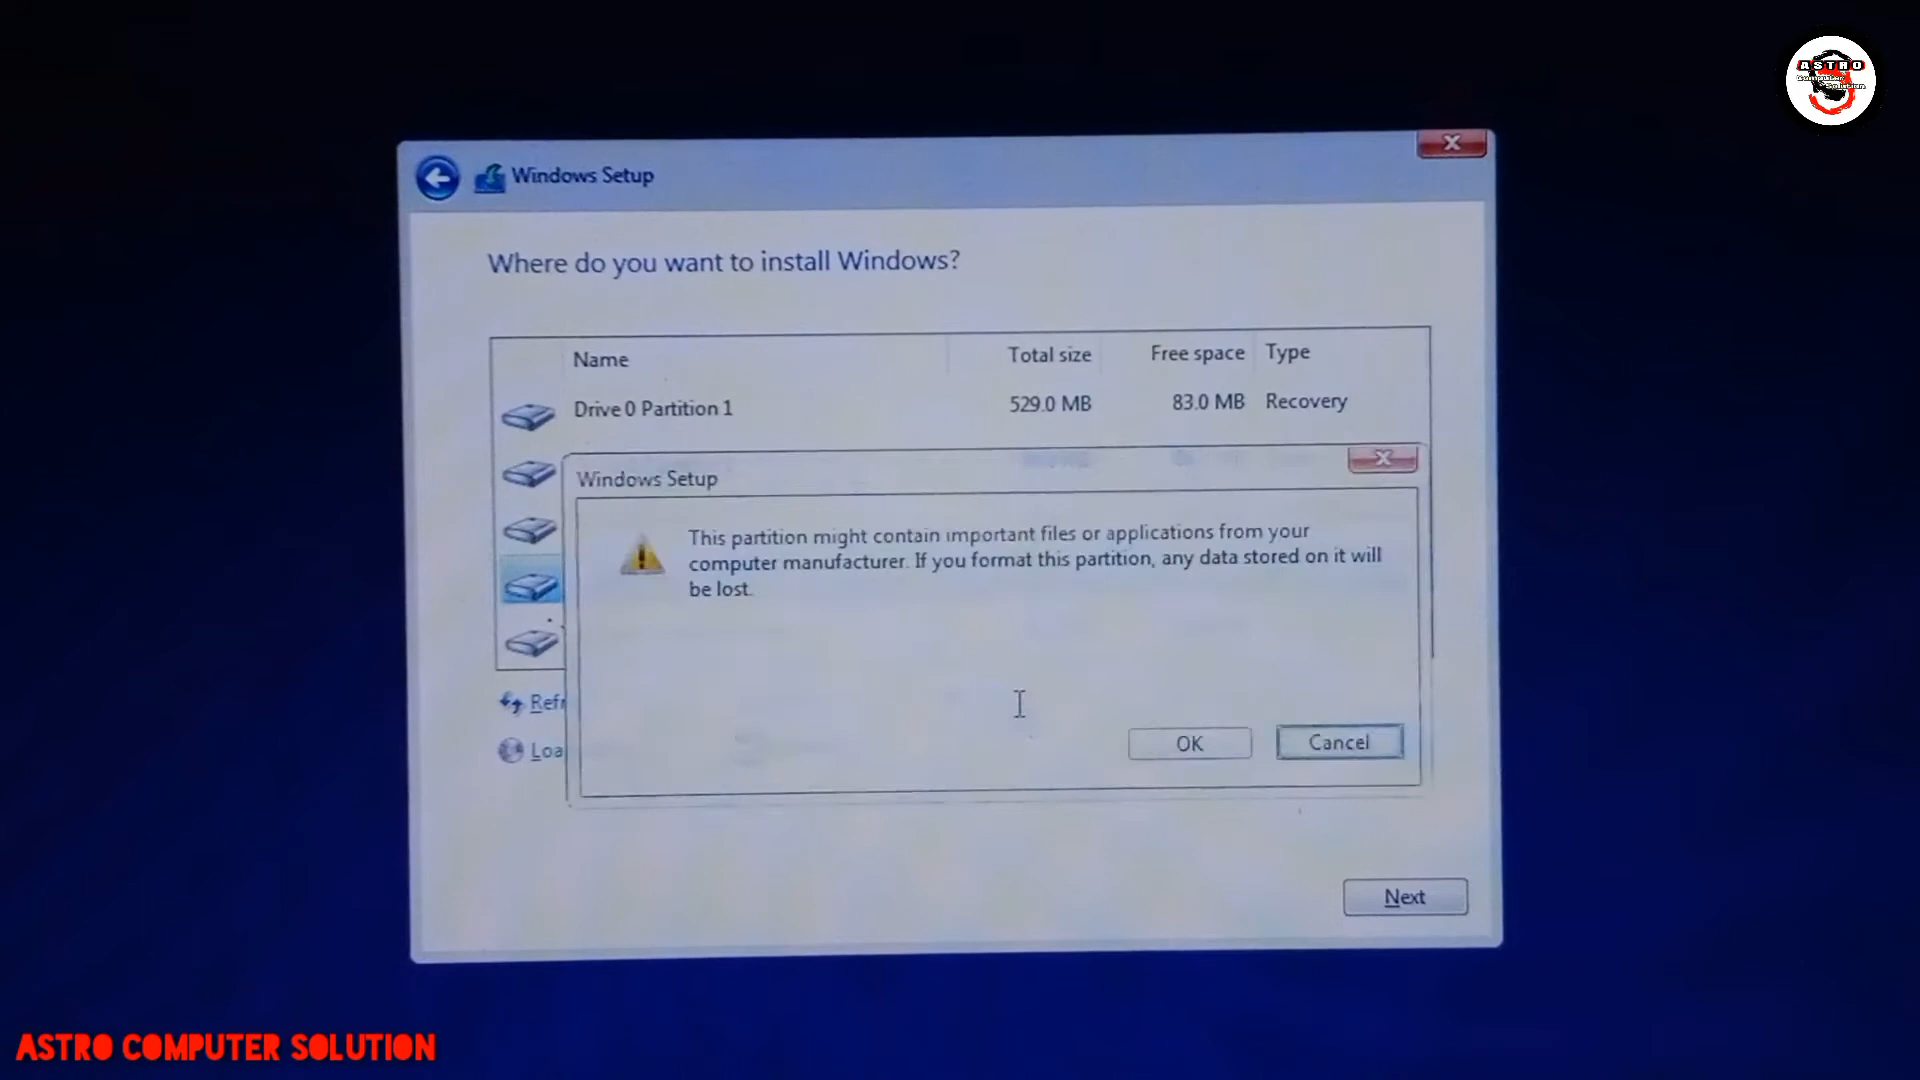 ASTRO
Windows Setup
Where do you want to install Windows?
Name Total size Free space Type
Drive 0 Partition 1 529.0 MB 83.0 MB Recovery
Windows Setup
This partition might contain important files or applications from your
computer manufacturer. If you format this partition, any data stored on it will
be lost.
Refr
Loa
OK Cancel
Next
ASTRO COMPUTER SOLUTION